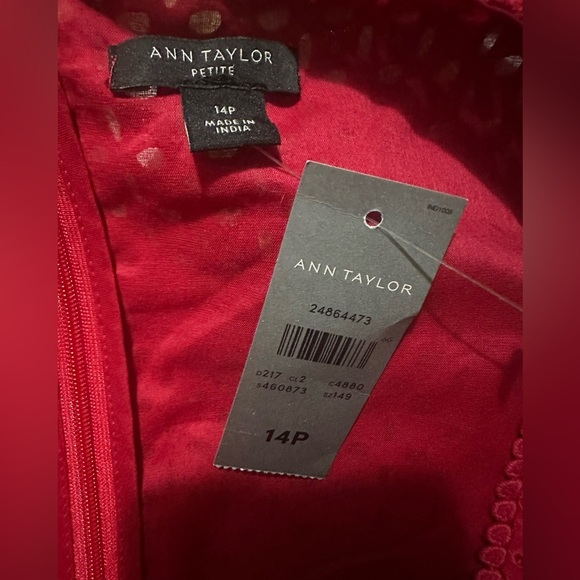 ANN TAYLOR
PETITE
14P
MADE IN
INDIA
ANN TAYLOR
24864473
D217 CL2 C4880
S460873 SZ149
14P